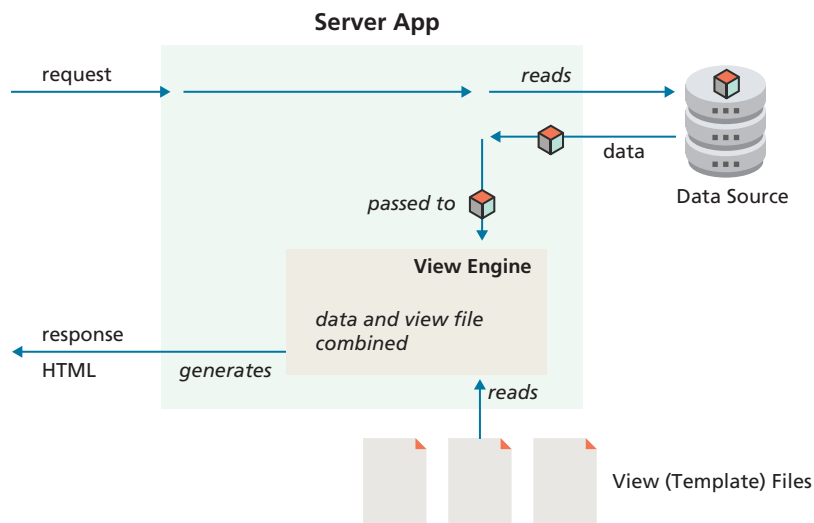 Server App
request
reads
data
Data Source
passed to
View Engine
data and view file
combined
response
HTML
generates
reads
View (Template) Files